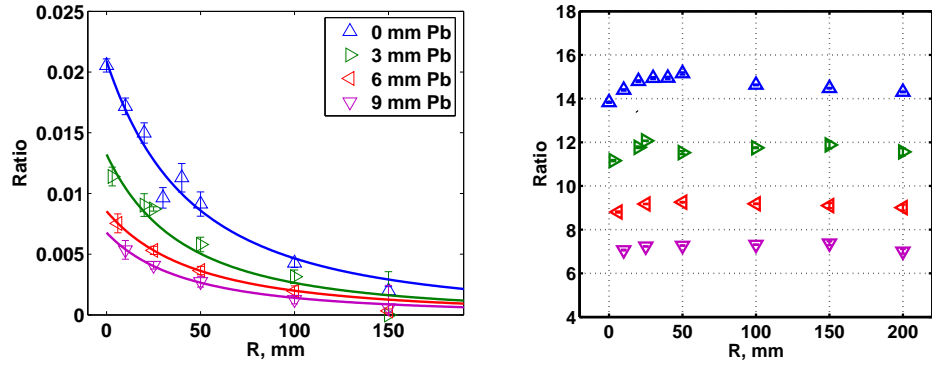 0 mm Pb
3 mm Pb
6 mm Pb
9 mm Pb
0.025
0.02
0.015
0.01
0.005
0
Ratio
0 50 100 150
R, mm
18
16
14
12
10
8
6
4
Ratio
0 50 100 150 200
R, mm